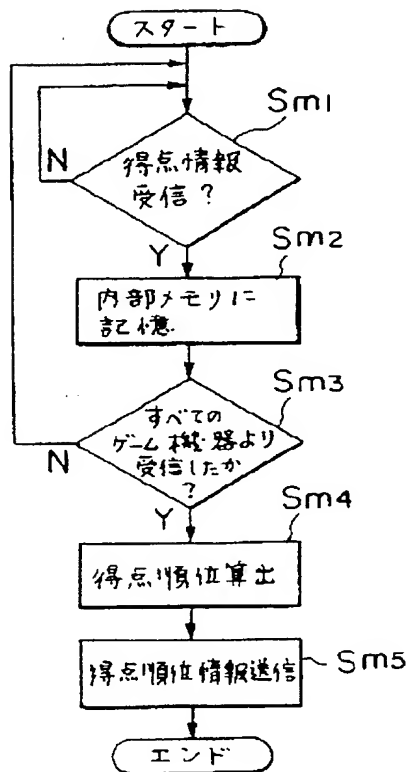 スタート
Sm1
N
得点情報
受信?
Y
Sm2
内部メモリに
記憶.
Sm3
すべての
ゲーム機器より
受信したか
?
N
Y
Sm4
得点順位算出
得点順位情報送信
Sm5
エンド